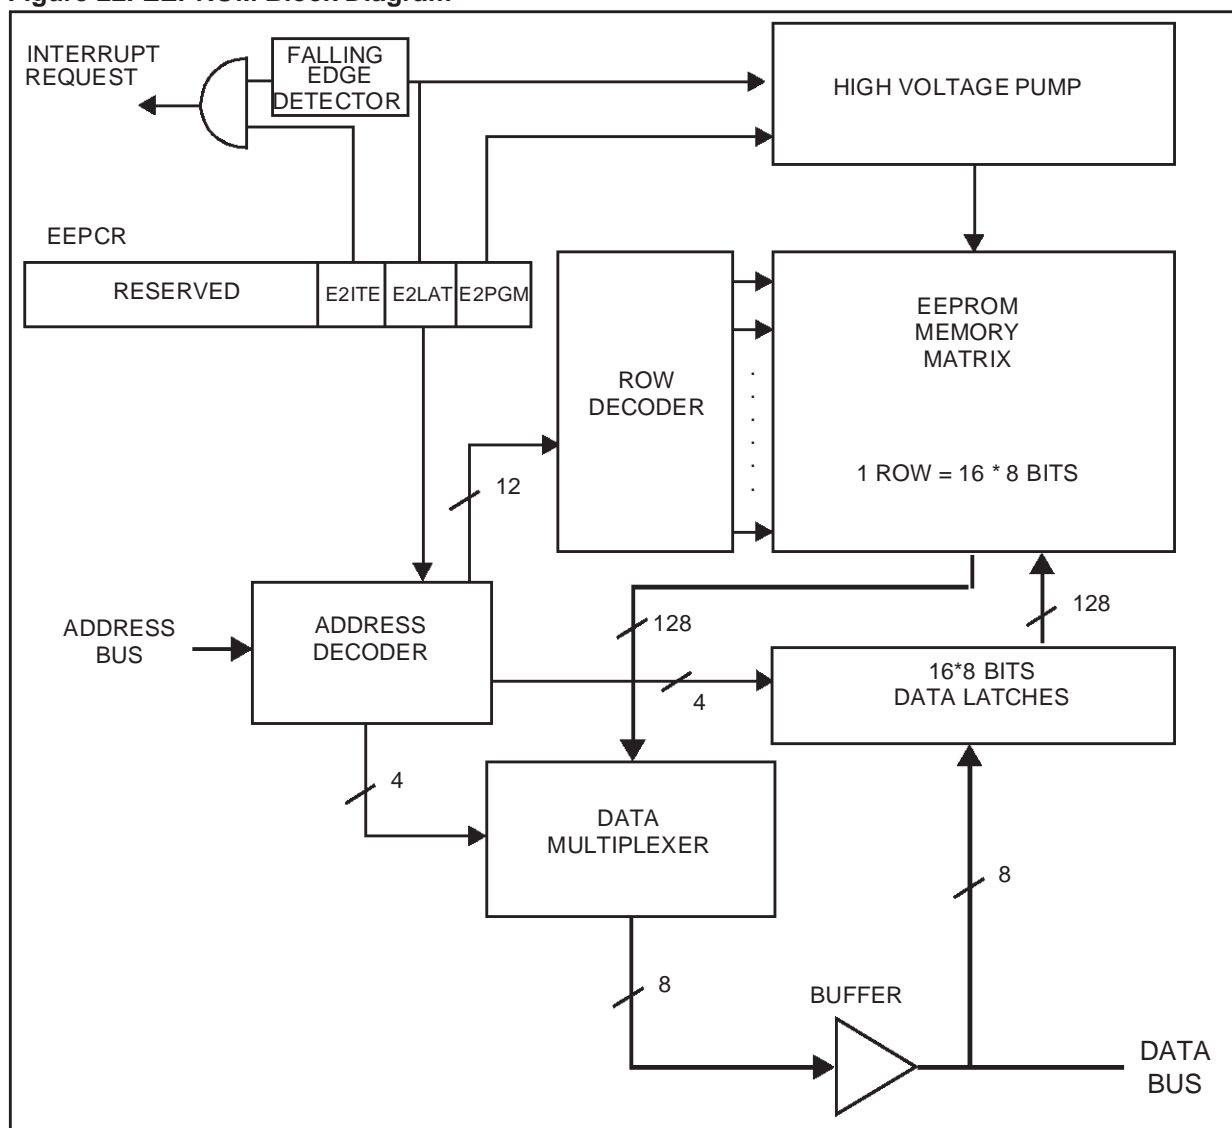 INTERRUPT
REQUEST
FALLING
EDGE
DETECTOR
HIGH VOLTAGE PUMP
EEPCR
RESERVED
E2ITE
E2LAT
E2PGM
ROW
DECODER
EEPROM
MEMORY
MATRIX
1 ROW = 16 * 8 BITS
12
ADDRESS
BUS
ADDRESS
DECODER
128
128
4
16*8 BITS
DATA LATCHES
4
DATA
MULTIPLEXER
8
8
BUFFER
DATA
BUS